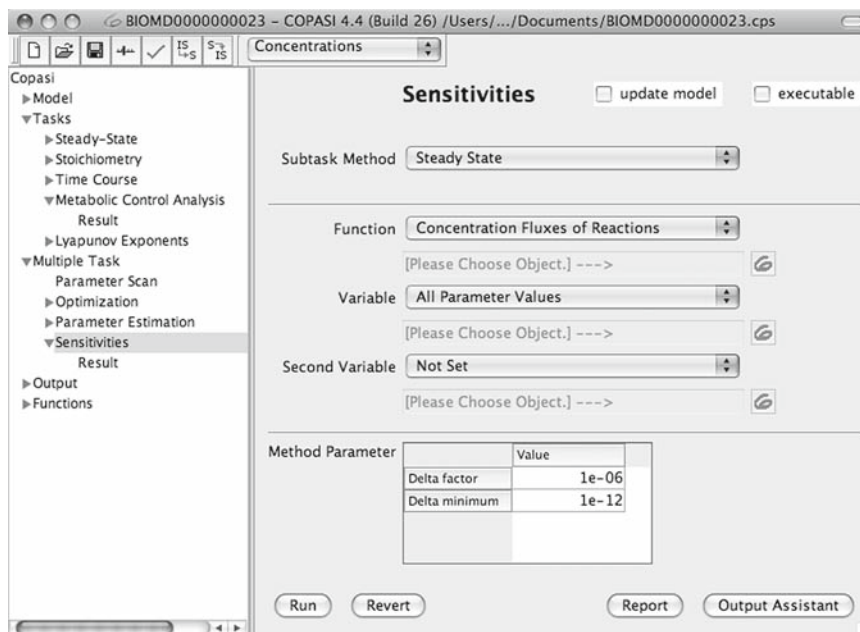 BIOMD0000000023 - COPASI 4.4 (Build 26) /Users/.../Documents/BIOMD0000000023.cps
IS S S IS Concentrations
Copasi
Model
Tasks
Steady-State
Stoichiometry
Time Course
Metabolic Control Analysis
Result
Lyapunov Exponents
Multiple Task
Parameter Scan
Optimization
Parameter Estimation
Sensitivities
Result
Output
Functions
Sensitivities update model executable
Subtask Method Steady State
Function Concentration Fluxes of Reactions
[Please Choose Object.] --->
Variable All Parameter Values
[Please Choose Object.] --->
Second Variable Not Set
[Please Choose Object.] --->
Method Parameter Value
Delta factor 1e-06
Delta minimum 1e-12
Run Revert Report Output Assistant